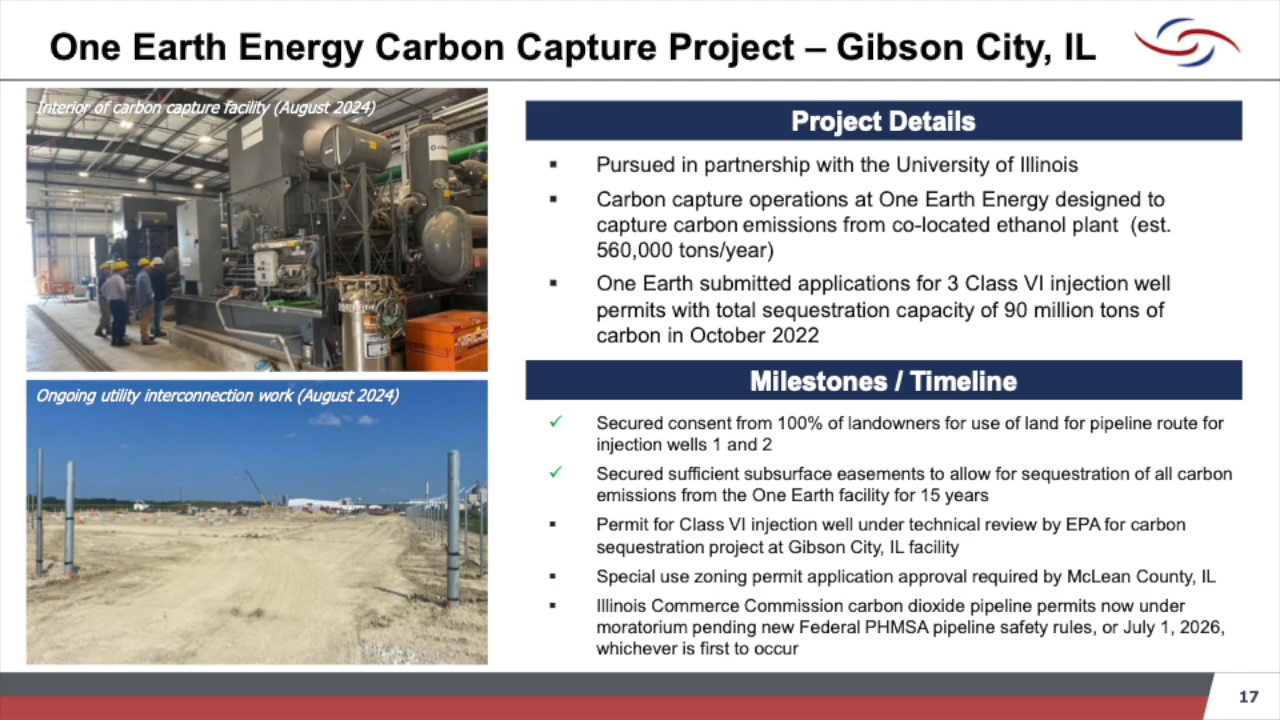 One Earth Energy Carbon Capture Project – Gibson City, IL
Interior of carbon capture facility (August 2024)
Ongoing utility interconnection work (August 2024)
Project Details
Pursued in partnership with the University of Illinois
Carbon capture operations at One Earth Energy designed to
capture carbon emissions from co-located ethanol plant (est.
560,000 tons/year)
One Earth submitted applications for 3 Class VI injection well
permits with total sequestration capacity of 90 million tons of
carbon in October 2022
Milestones / Timeline
Secured consent from 100% of landowners for use of land for pipeline route for
injection wells 1 and 2
Secured sufficient subsurface easements to allow for sequestration of all carbon
emissions from the One Earth facility for 15 years
Permit for Class VI injection well under technical review by EPA for carbon
sequestration project at Gibson City, IL facility
Special use zoning permit application approval required by McLean County, IL
Illinois Commerce Commission carbon dioxide pipeline permits now under
moratorium pending new Federal PHMSA pipeline safety rules, or July 1, 2026,
whichever is first to occur
17